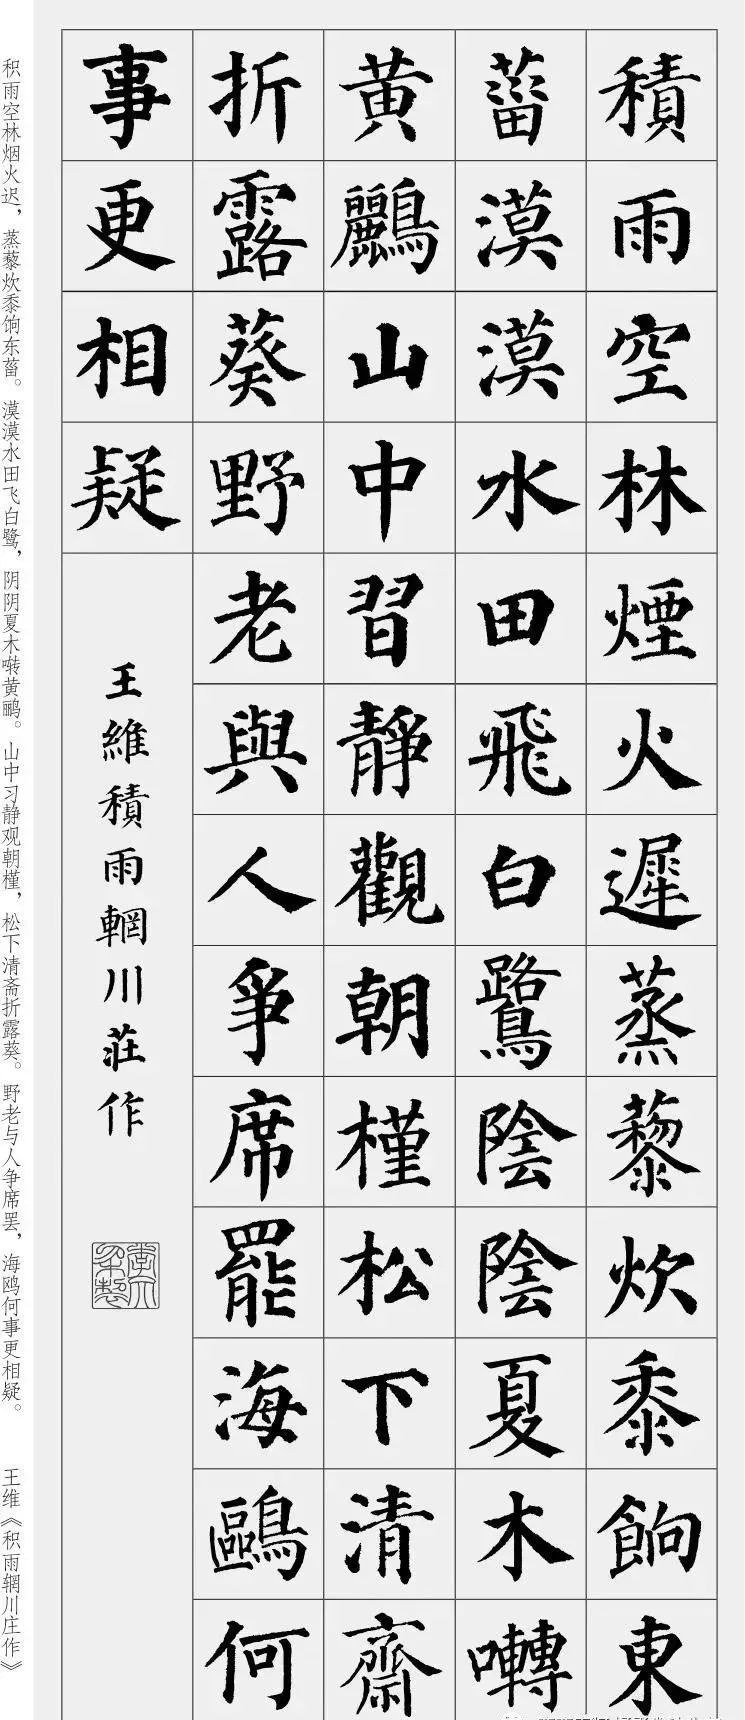 積雨空林煙火遲蒸藜炊黍餉東
菑漠漠水田飛白鷺陰陰夏木囀
黄鸝山中習靜觀朝槿松下清齋
折露葵野老與人爭席罷海鷗何
事更相疑
王維積雨輞川莊作
积雨空林烟火迟，蒸藜炊黍饷东菑。漠漠水田飞白鹭，阴阴夏木啭黄鹂。山中习静观朝槿，松下清斋折露葵。野老与人争席罢，海鸥何事更相疑。 王维《积雨辋川庄作》